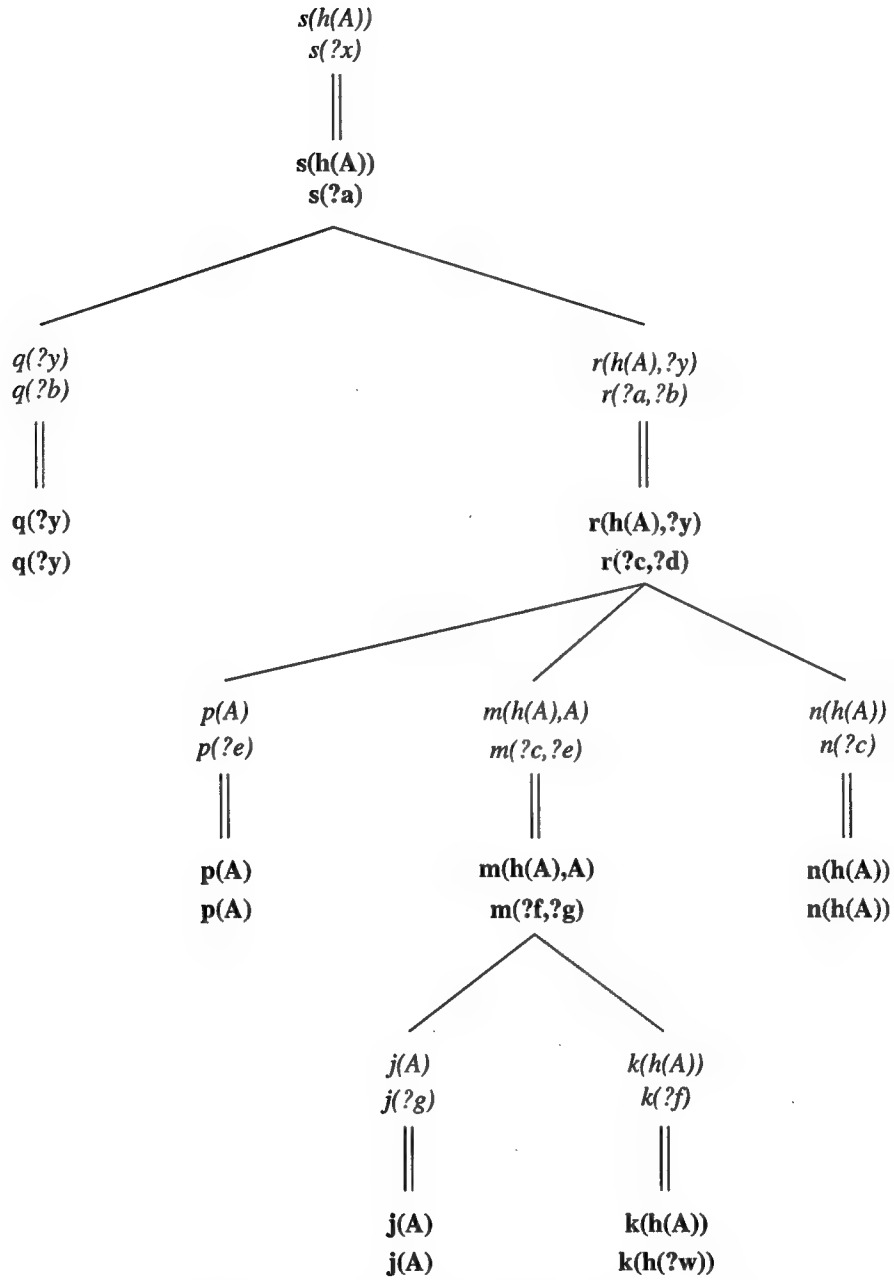 s(h(A))
s(?x)
s(h(A))
s(?a)
q(?y)
q(?b)
r(h(A),?y)
r(?a,?b)
q(?y)
q(?y)
r(h(A),?y)
r(?c,?d)
p(A)
p(?e)
m(h(A),A)
m(?c,?e)
n(h(A))
n(?c)
p(A)
p(A)
m(h(A),A)
m(?f,?g)
n(h(A))
n(h(A))
j(A)
j(?g)
k(h(A))
k(?f)
j(A)
j(A)
k(h(A))
k(h(?w))